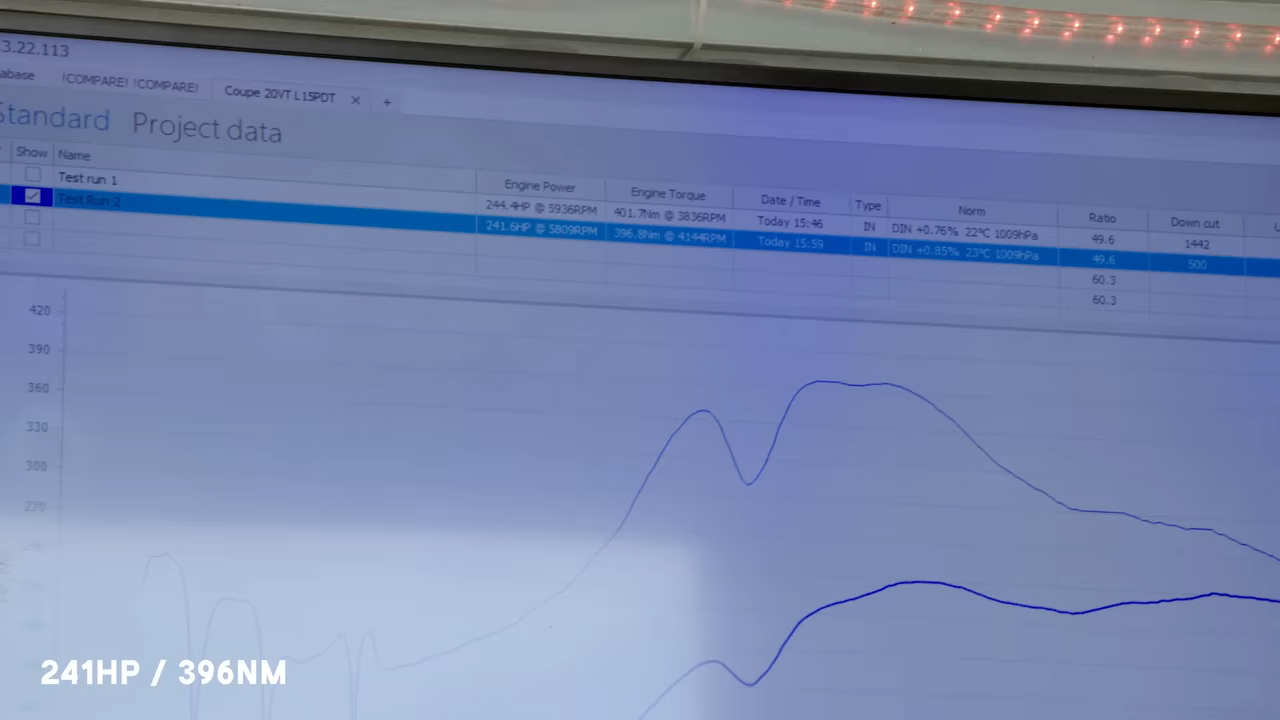 3.22.113
abase !COMPARE! !COMPARE! Coupe 20VT L15PDT × +
Standard Project data
Show Name Engine Power Engine Torque Date / Time Type Norm Ratio Down cut
Test run 1 244.4HP @ 5936RPM 401.7Nm @ 3836RPM Today 15:46 IN DIN +0.76% 22°C 1009hPa 49.6 1442
Test Run 2 241.6HP @ 5809RPM 396.8Nm @ 4144RPM Today 15:59 IN DIN +0.85% 23°C 1009hPa 49.6 500
60.3
60.3
420
390
360
330
300
270
241HP / 396NM